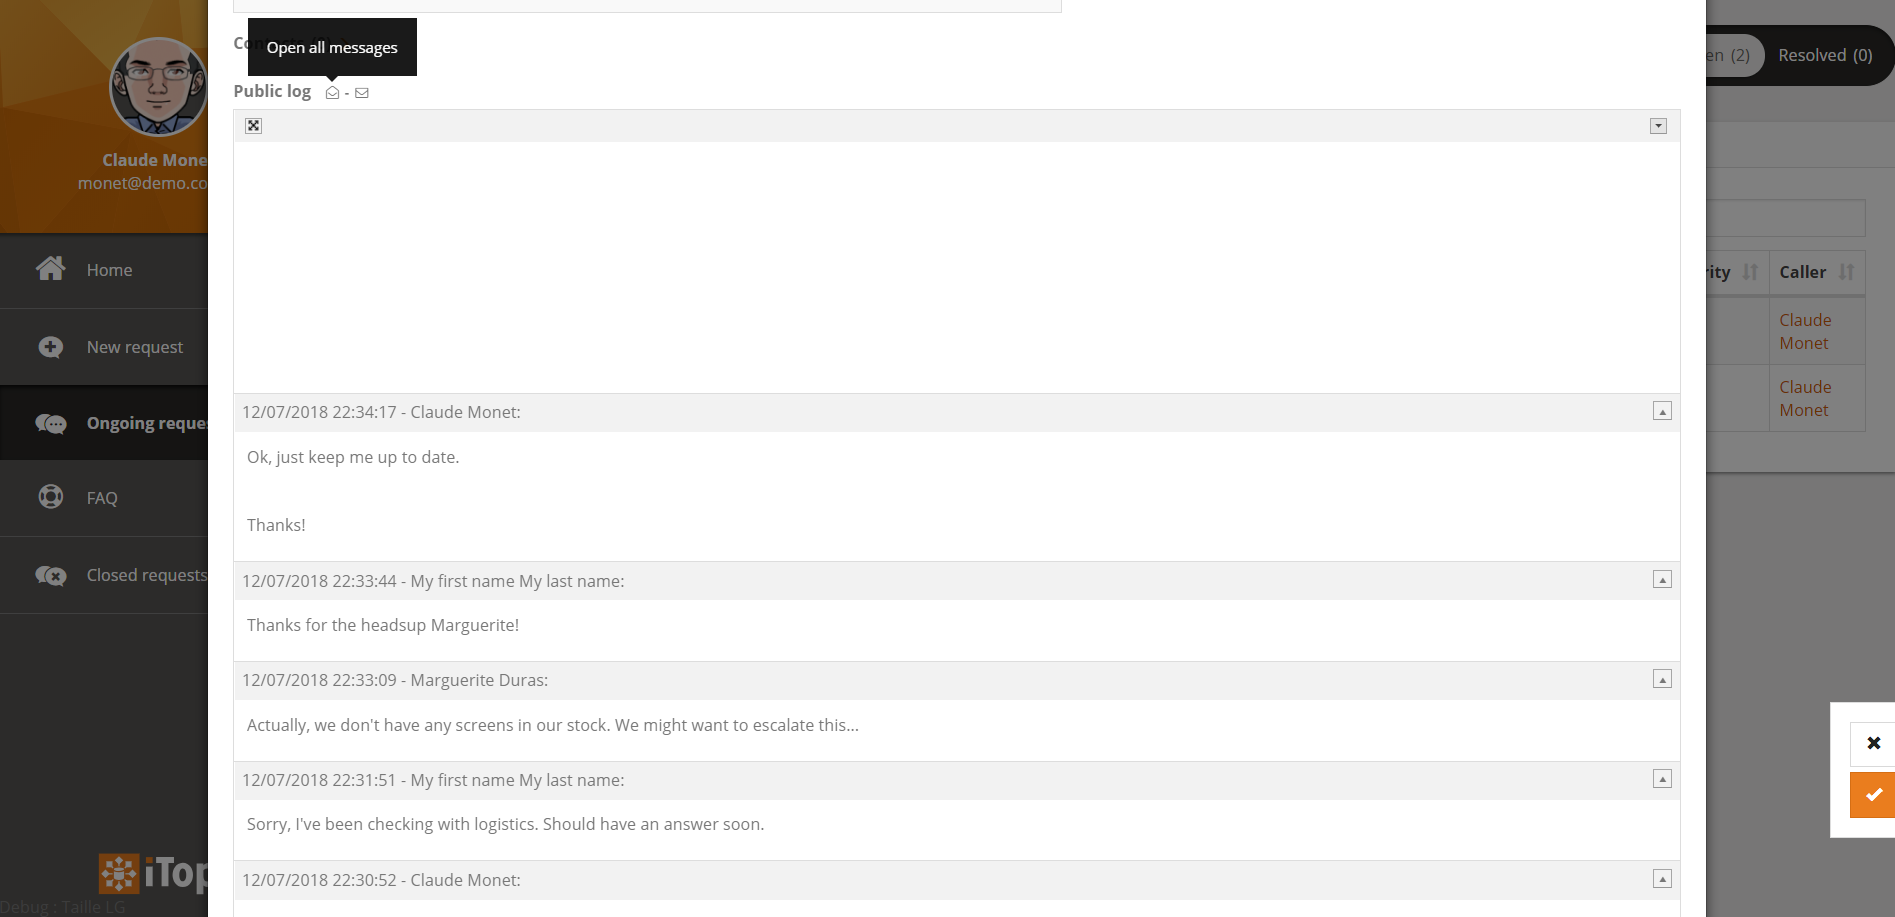 Claude Mone
monet@demo.co
Home
New request
Ongoing reque
FAQ
Closed requests
iTop
Debug : Taille LG
Open all messages
Public log -
12/07/2018 22:34:17 - Claude Monet:
Ok, just keep me up to date.
Thanks!
12/07/2018 22:33:44 - My first name My last name:
Thanks for the headsup Marguerite!
12/07/2018 22:33:09 - Marguerite Duras:
Actually, we don't have any screens in our stock. We might want to escalate this...
12/07/2018 22:31:51 - My first name My last name:
Sorry, I've been checking with logistics. Should have an answer soon.
12/07/2018 22:30:52 - Claude Monet:
en (2) Resolved (0)
rity Caller
Claude
Monet
Claude
Monet